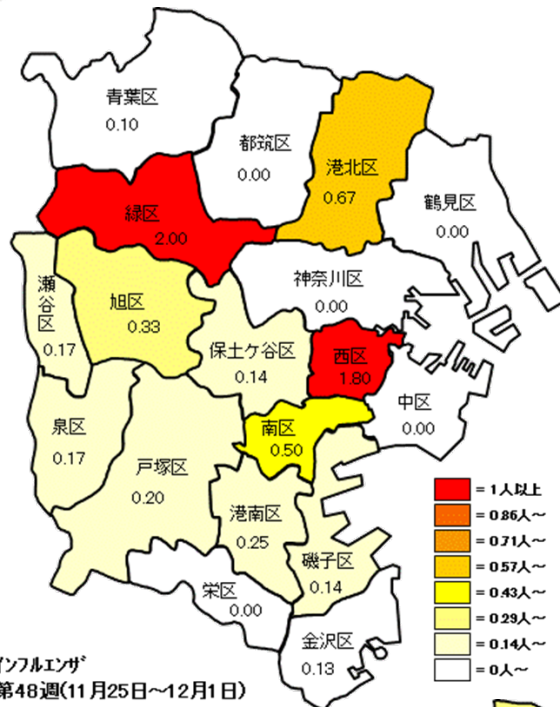 青葉区
0.10
都筑区
0.00
港北区
0.67
鶴見区
0.00
緑区
2.00
神奈川区
0.00
瀬谷区
0.17
旭区
0.33
保土ケ谷区
0.14
西区
1.80
中区
0.00
泉区
0.17
戸塚区
0.20
南区
0.50
港南区
0.25
磯子区
0.14
栄区
0.00
金沢区
0.13
= 1人以上
= 0.86人～
= 0.71人～
= 0.57人～
= 0.43人～
= 0.29人～
= 0.14人～
= 0人～
インフルエンザ
第48週(11月25日～12月1日)